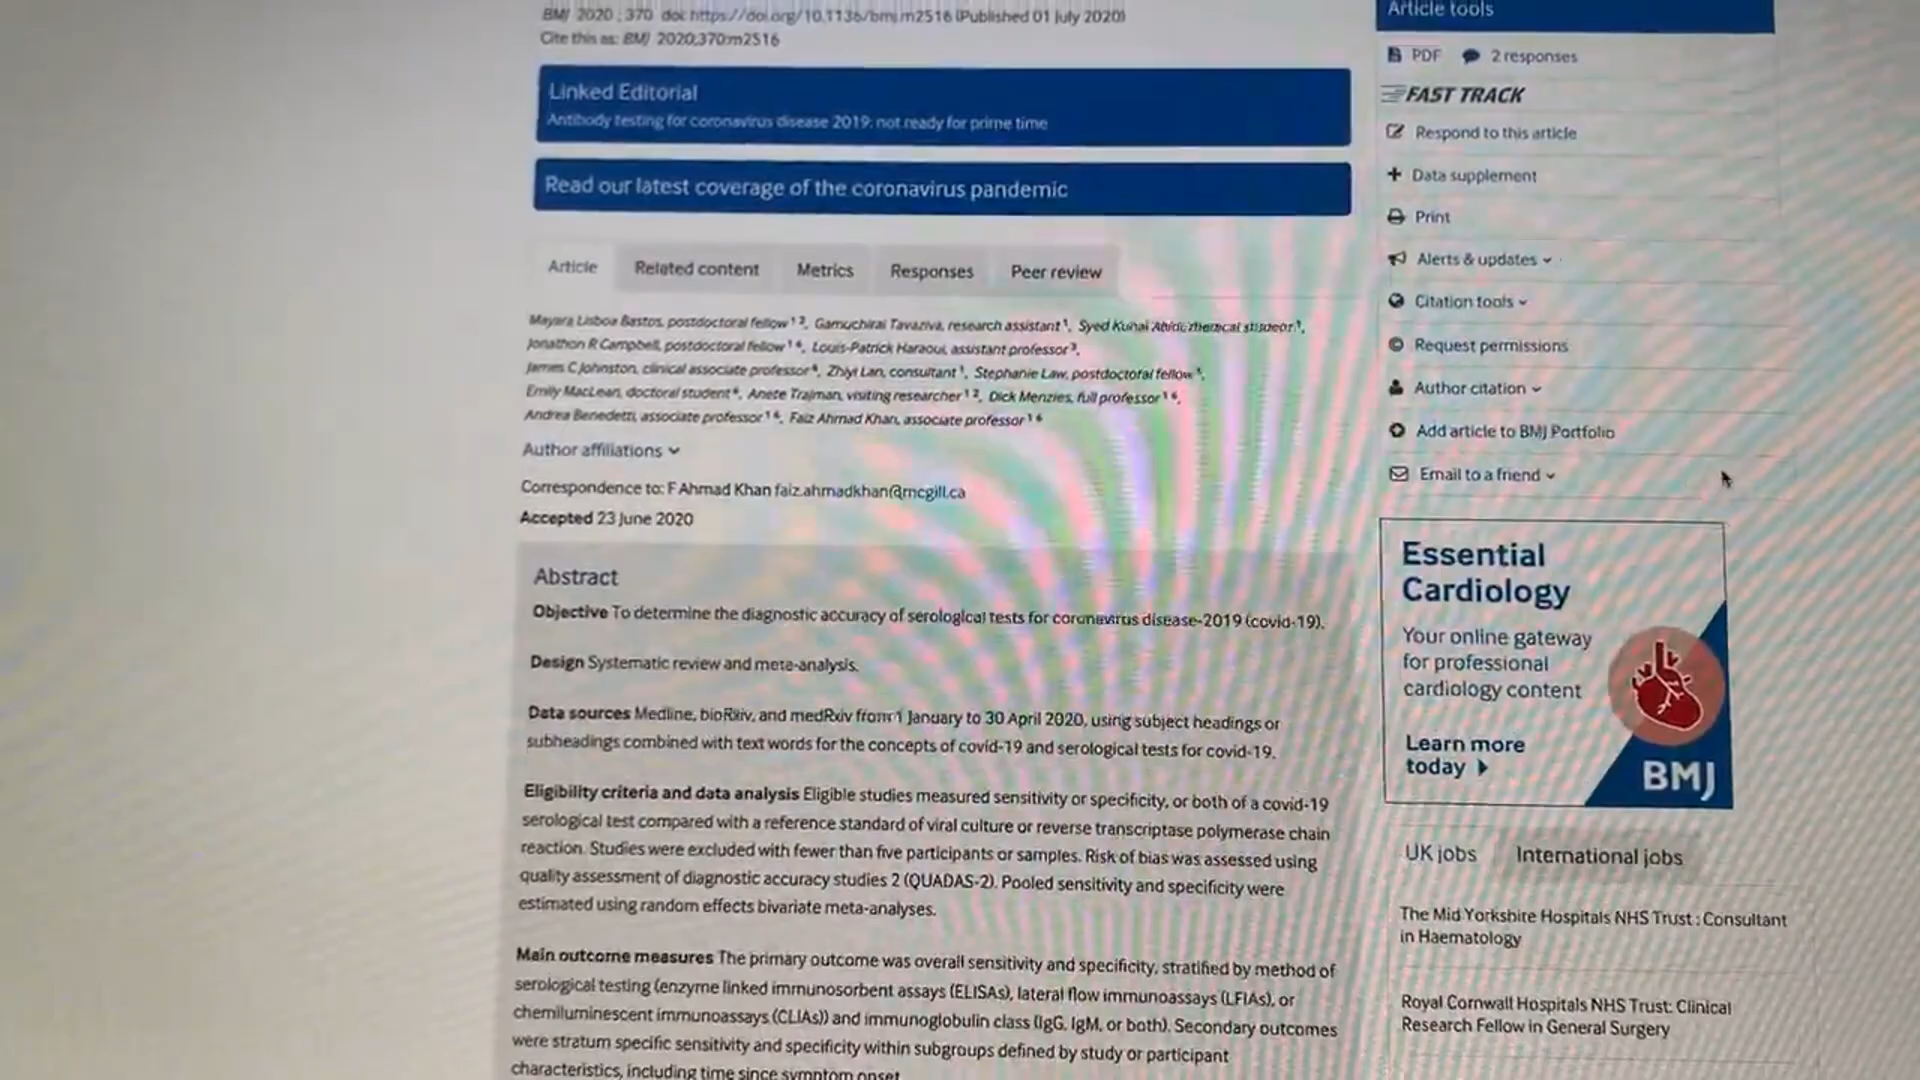 BMJ 2020 ; 370 doi: https://doi.org/10.1136/bmj.m2516 (Published 01 July 2020)
Cite this as: BMJ 2020;370:m2516
Linked Editorial
Antibody testing for coronavirus disease 2019: not ready for prime time
Read our latest coverage of the coronavirus pandemic
Article Related content Metrics Responses Peer review
Mayara Lisboa Bastos, postdoctoral fellow 1 2, Gamuchirai Tavaziva, research assistant 1, Syed Kunal medical student 1,
Jonathon R Campbell, postdoctoral fellow 1 6, Louis-Patrick Haraoui, assistant professor 3,
James C Johnston, clinical associate professor, Zhiyi Lan, consultant 1, Stephanie Law, postdoctoral fellow,
Emily MacLean, doctoral student, Anete Trajman, visiting researcher 1 2, Dick Menzies, full professor 1 6,
Andrea Benedetti, associate professor 1 6, Faiz Ahmad Khan, associate professor 1 6
Author affiliations
Correspondence to: F Ahmad Khan faiz.ahmadkhan@mcgill.ca
Accepted 23 June 2020
Abstract
Objective To determine the diagnostic accuracy of serological tests for coronavirus disease-2019 (covid-19).
Design Systematic review and meta-analysis.
Data sources Medline, bioRxiv, and medRxiv from 1 January to 30 April 2020, using subject headings or
subheadings combined with text words for the concepts of covid-19 and serological tests for covid-19.
Eligibility criteria and data analysis Eligible studies measured sensitivity or specificity, or both of a covid-19
serological test compared with a reference standard of viral culture or reverse transcriptase polymerase chain
reaction. Studies were excluded with fewer than five participants or samples. Risk of bias was assessed using
quality assessment of diagnostic accuracy studies 2 (QUADAS-2). Pooled sensitivity and specificity were
estimated using random effects bivariate meta-analyses.
Main outcome measures The primary outcome was overall sensitivity and specificity, stratified by method of
serological testing (enzyme linked immunosorbent assays (ELISAs), lateral flow immunoassays (LFIAs), or
chemiluminescent immunoassays (CLIAs)) and immunoglobulin class (IgG, IgM, or both). Secondary outcomes
were stratum specific sensitivity and specificity within subgroups defined by study or participant
characteristics, including time since symptom onset.
Article tools
PDF 2 responses
FAST TRACK
Respond to this article
Data supplement
Print
Alerts & updates
Citation tools
Request permissions
Author citation
Add article to BMJ Portfolio
Email to a friend
Essential
Cardiology
Your online gateway
for professional
cardiology content
Learn more
today
BMJ
UK jobs International jobs
The Mid Yorkshire Hospitals NHS Trust : Consultant
in Haematology
Royal Cornwall Hospitals NHS Trust: Clinical
Research Fellow in General Surgery